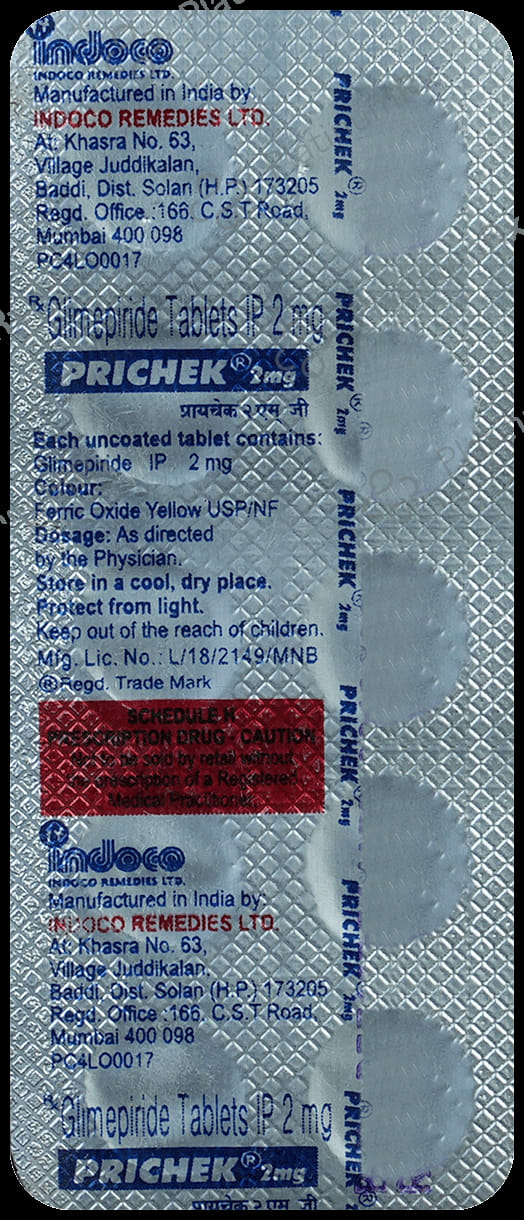 indoco
INDOCO REMEDIES LTD.
Manufactured in India by:
INDOCO REMEDIES LTD.
At: Khasra No. 63,
Village Juddikalan,
Baddi, Dist. Solan (H.P.) 173205
Regd. Office :166, C.S.T Road,
Mumbai 400 098
PC4LO0017
Rx Glimepiride Tablets IP 2 mg
PRICHEK® 2mg
प्रायचेक २ एम जी
Each uncoated tablet contains:
Glimepiride IP 2 mg
Colour:
Ferric Oxide Yellow USP/NF
Dosage: As directed
by the Physician.
Store in a cool, dry place.
Protect from light.
Keep out of the reach of children.
Mfg. Lic. No.: L/18/2149/MNB
® Regd. Trade Mark
SCHEDULE H
PRESCRIPTION DRUG - CAUTION
Not to be sold by retail without
the prescription of a Registered
Medical Practitioner.
indoco
INDOCO REMEDIES LTD.
Manufactured in India by:
INDOCO REMEDIES LTD.
At: Khasra No. 63,
Village Juddikalan,
Baddi, Dist. Solan (H.P.) 173205
Regd. Office :166, C.S.T Road,
Mumbai 400 098
PC4LO0017
Rx Glimepiride Tablets IP 2 mg
PRICHEK® 2mg
प्रायचेक २ एम जी
PRICHEK® 2mg
PRICHEK® 2mg
PRICHEK® 2mg
PRICHEK® 2mg
PRICHEK® 2mg
PRICHEK®